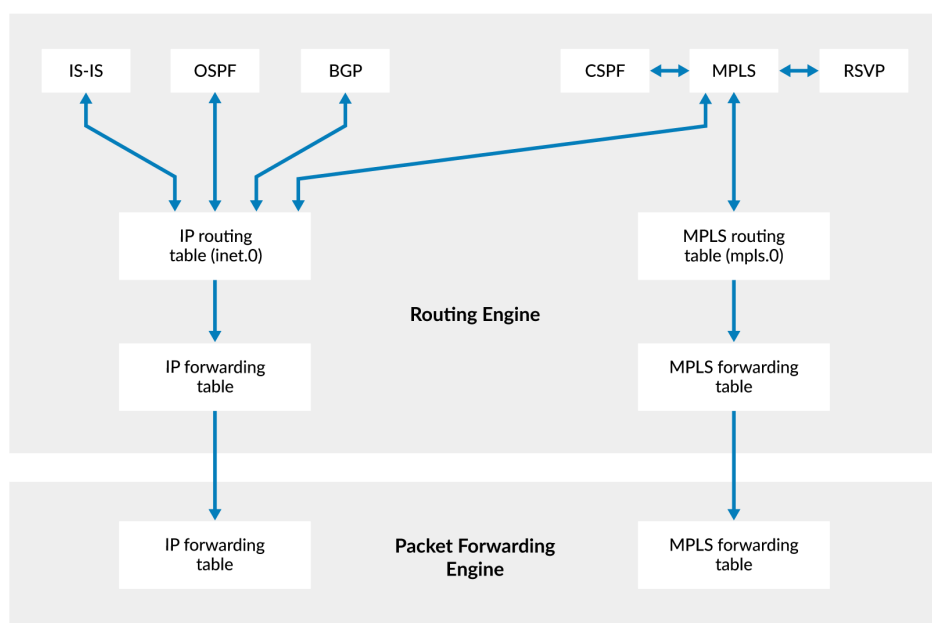 IS-IS
OSPF
BGP
CSPF
MPLS
RSVP
IP routing
table (inet.0)
MPLS routing
table (mpls.0)
Routing Engine
IP forwarding
table
MPLS forwarding
table
IP forwarding
table
Packet Forwarding
Engine
MPLS forwarding
table